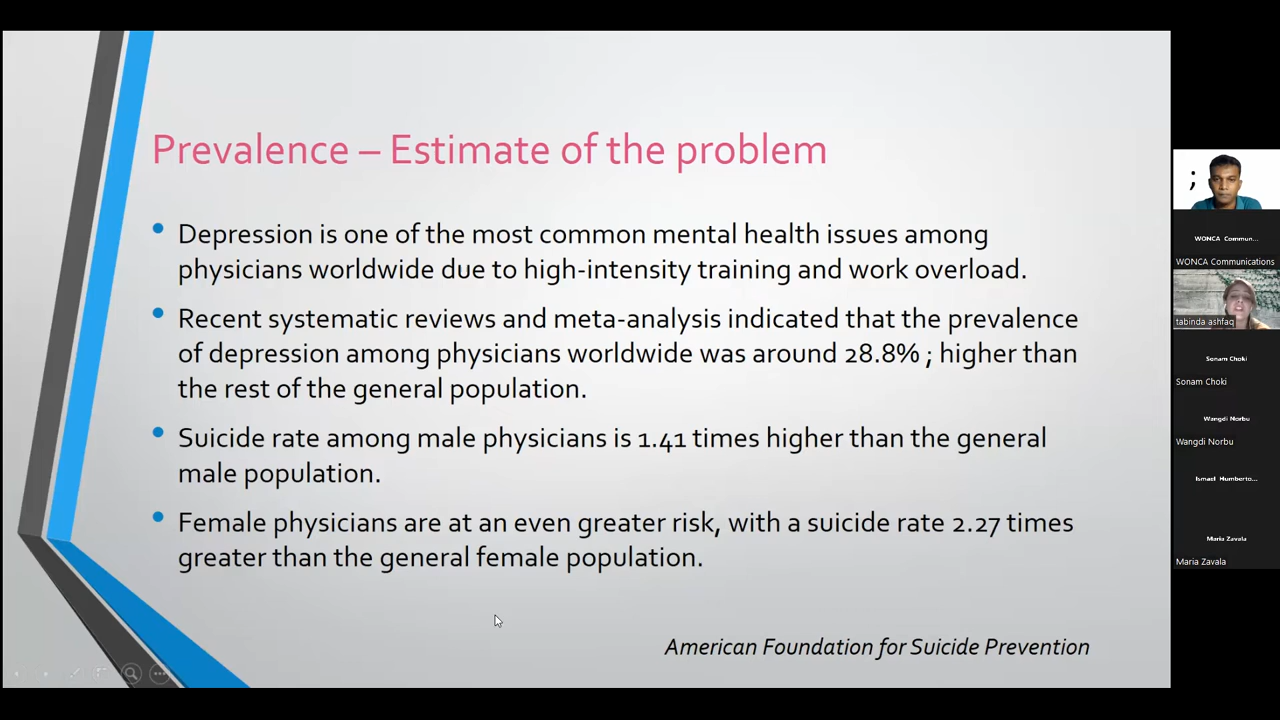 Prevalence – Estimate of the problem
Depression is one of the most common mental health issues among
physicians worldwide due to high-intensity training and work overload.
Recent systematic reviews and meta-analysis indicated that the prevalence
of depression among physicians worldwide was around 28.8% ; higher than
the rest of the general population.
Suicide rate among male physicians is 1.41 times higher than the general
male population.
Female physicians are at an even greater risk, with a suicide rate 2.27 times
greater than the general female population.
American Foundation for Suicide Prevention
;
WONCA Commun...
WONCA Communications
tabinda ashfaq
Sonam Choki
Sonam Choki
Wangdi Norbu
Wangdi Norbu
Ismael Humberto...
Maria Zavala
Maria Zavala